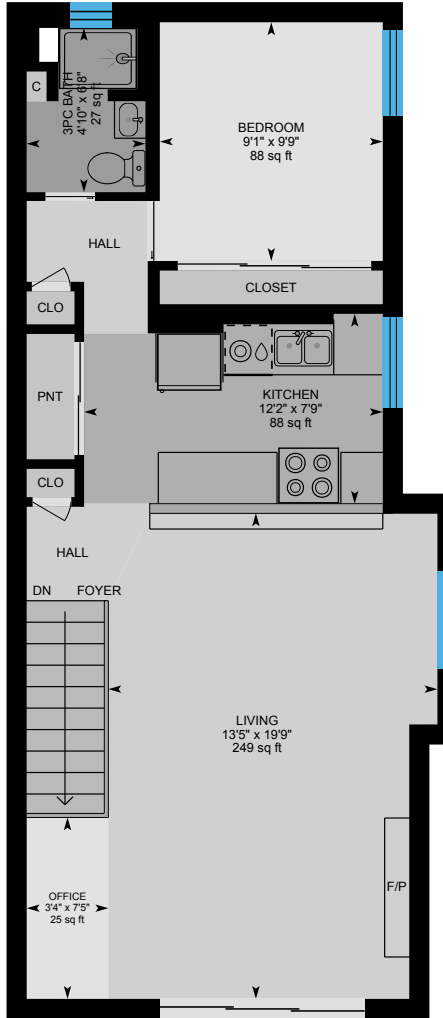 C
3PC BATH
4'10" x 6'8"
27 sq ft
BEDROOM
9'1" x 9'9"
88 sq ft
HALL
CLOSET
CLO
PNT
KITCHEN
12'2" x 7'9"
88 sq ft
CLO
HALL
DN
FOYER
LIVING
13'5" x 19'9"
249 sq ft
OFFICE
3'4" x 7'5"
25 sq ft
F/P